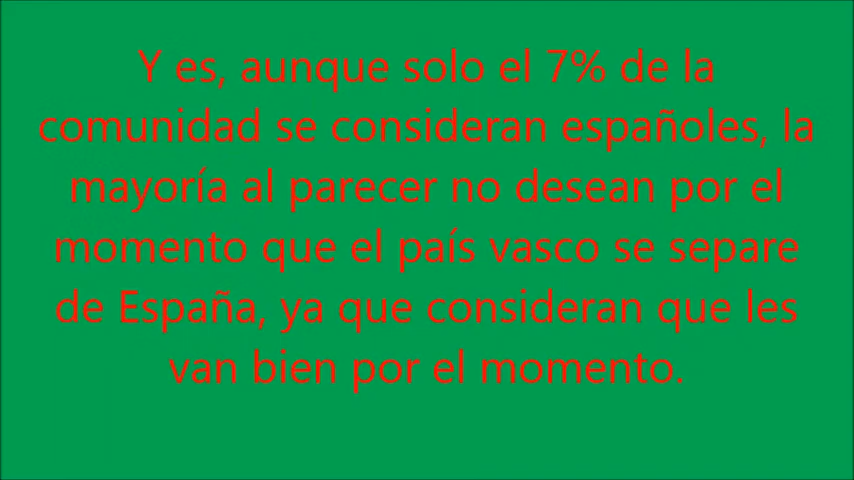 Y es, aunque solo el 7% de la
comunidad se consideran españoles, la
mayoría al parecer no desean por el
momento que el país vasco se separe
de España, ya que consideran que les
van bien por el momento.